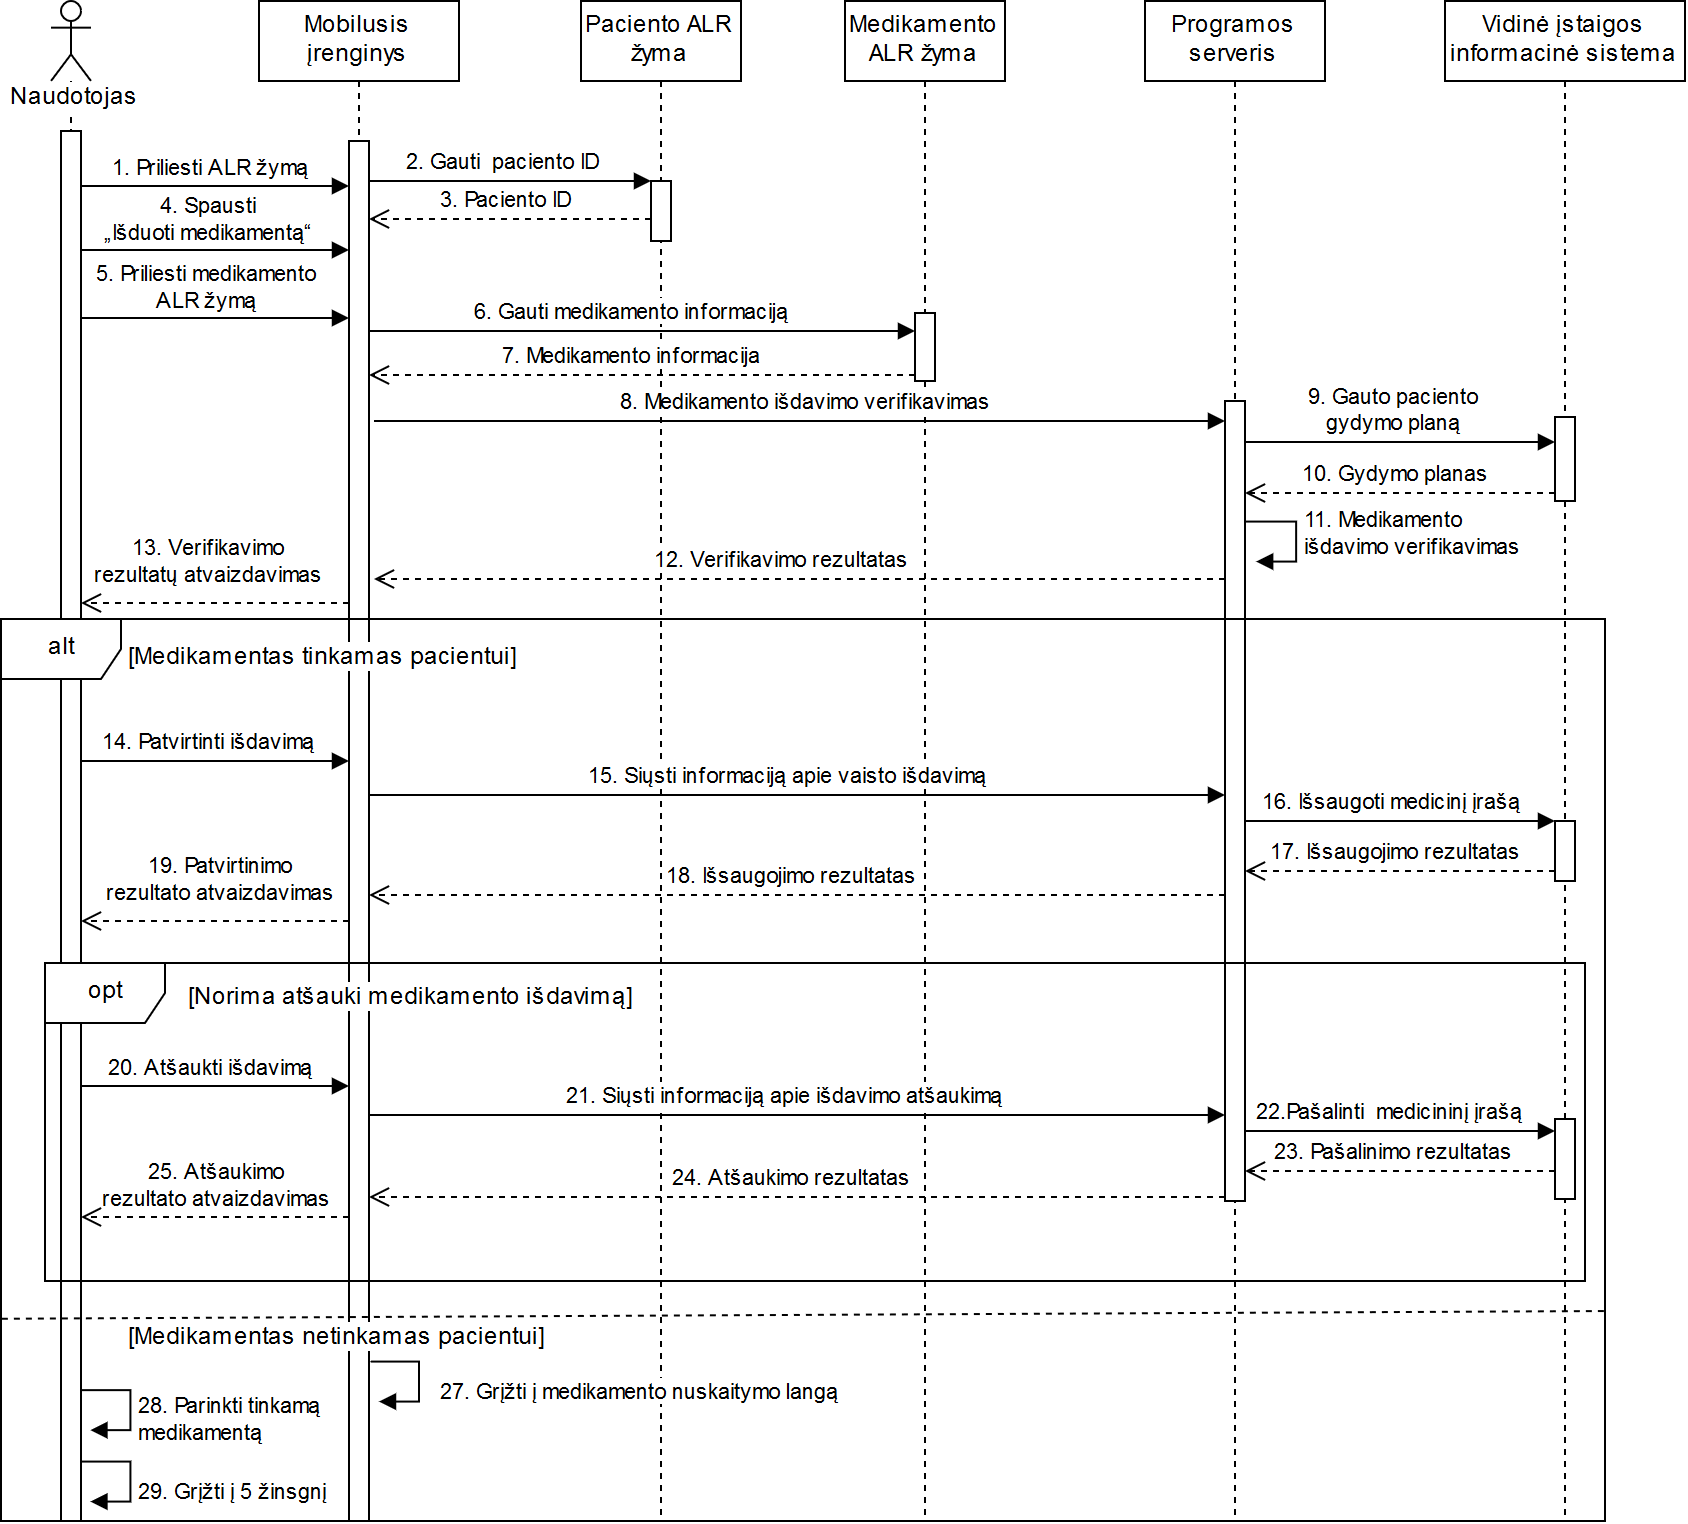 Naudotojas
Mobilusis
įrenginys
Paciento ALR
žyma
Medikamento
ALR žyma
Programos
serveris
Vidinė įstaigos
informacinė sistema
1. Priliesti ALR žymą
2. Gauti  paciento ID
3. Paciento ID
4. Spausti
„Išduoti medikamentą“
5. Priliesti medikamento
ALR žymą
6. Gauti medikamento informaciją
7. Medikamento informacija
8. Medikamento išdavimo verifikavimas
9. Gauto paciento
gydymo planą
10. Gydymo planas
11. Medikamento
išdavimo verifikavimas
12. Verifikavimo rezultatas
13. Verifikavimo
rezultatų atvaizdavimas
alt
[Medikamentas tinkamas pacientui]
14. Patvirtinti išdavimą
15. Siųsti informaciją apie vaisto išdavimą
16. Išsaugoti medicinį įrašą
17. Išsaugojimo rezultatas
18. Išsaugojimo rezultatas
19. Patvirtinimo
rezultato atvaizdavimas
opt
[Norima atšauki medikamento išdavimą]
20. Atšaukti išdavimą
21. Siųsti informaciją apie išdavimo atšaukimą
22.Pašalinti  medicininį įrašą
23. Pašalinimo rezultatas
24. Atšaukimo rezultatas
25. Atšaukimo
rezultato atvaizdavimas
[Medikamentas netinkamas pacientui]
27. Grįžti į medikamento nuskaitymo langą
28. Parinkti tinkamą
medikamentą
29. Grįžti į 5 žinsgnį